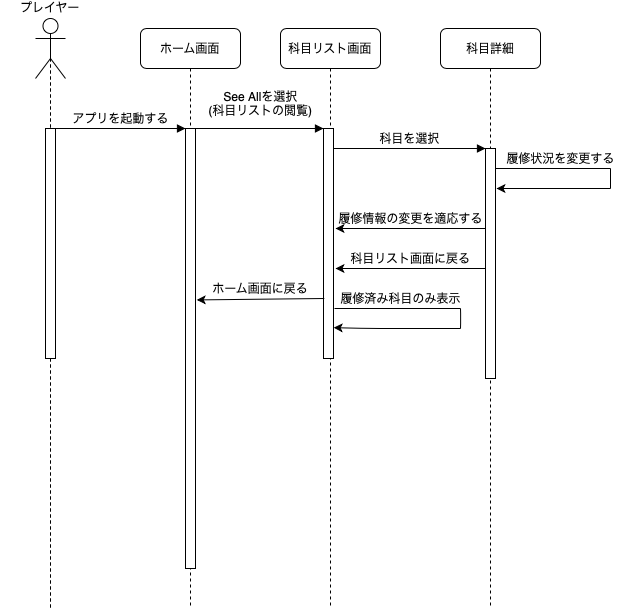 プレイヤー
ホーム画面
科目リスト画面
科目詳細
See Allを選択
(科目リストの閲覧)
アプリを起動する
科目を選択
履修状況を変更する
履修情報の変更を適応する
科目リスト画面に戻る
ホーム画面に戻る
履修済み科目のみ表示